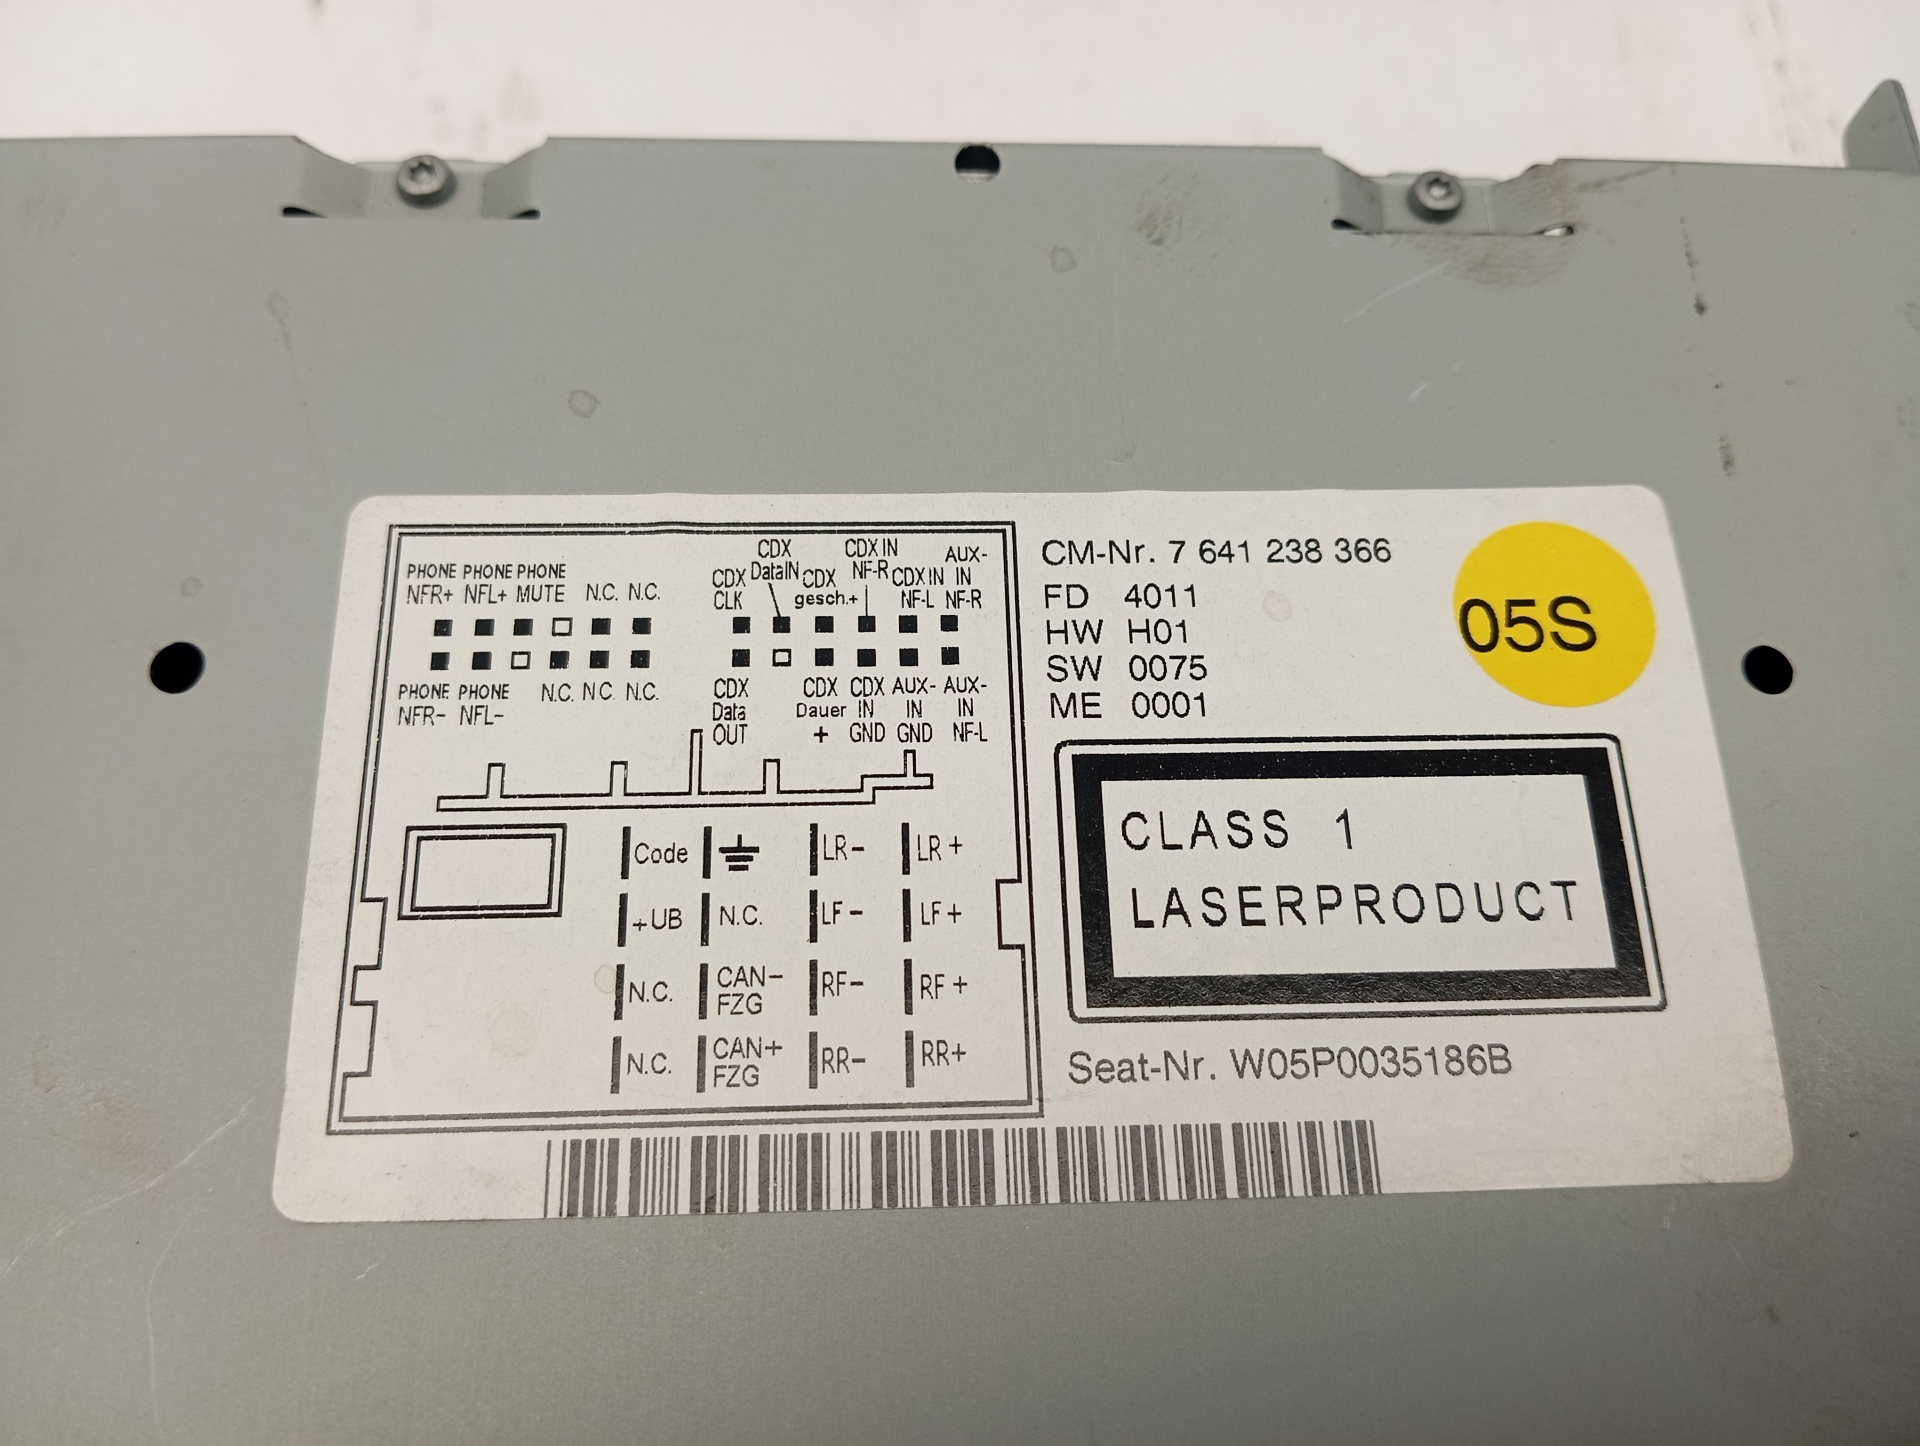 PHONE PHONE PHONE
NFR+ NFL+ MUTE N.C. N.C.
PHONE PHONE N.C. N.C. N.C.
NFR- NFL-
CDX CDX IN AUX-
CDX DataIN CDX NF-R CDX IN IN
CLK gesch.+ NF-L NF-R
CDX CDX CDX AUX- AUX-
Data Dauer IN IN IN
OUT + GND GND NF-L
Code LR- LR+
+UB N.C. LF- LF+
N.C. CAN- RF- RF+
FZG
N.C. CAN+ RR- RR+
FZG
CM-Nr. 7 641 238 366
FD 4011
HW H01
SW 0075
ME 0001
05S
CLASS 1
LASERPRODUCT
Seat-Nr. W05P0035186B